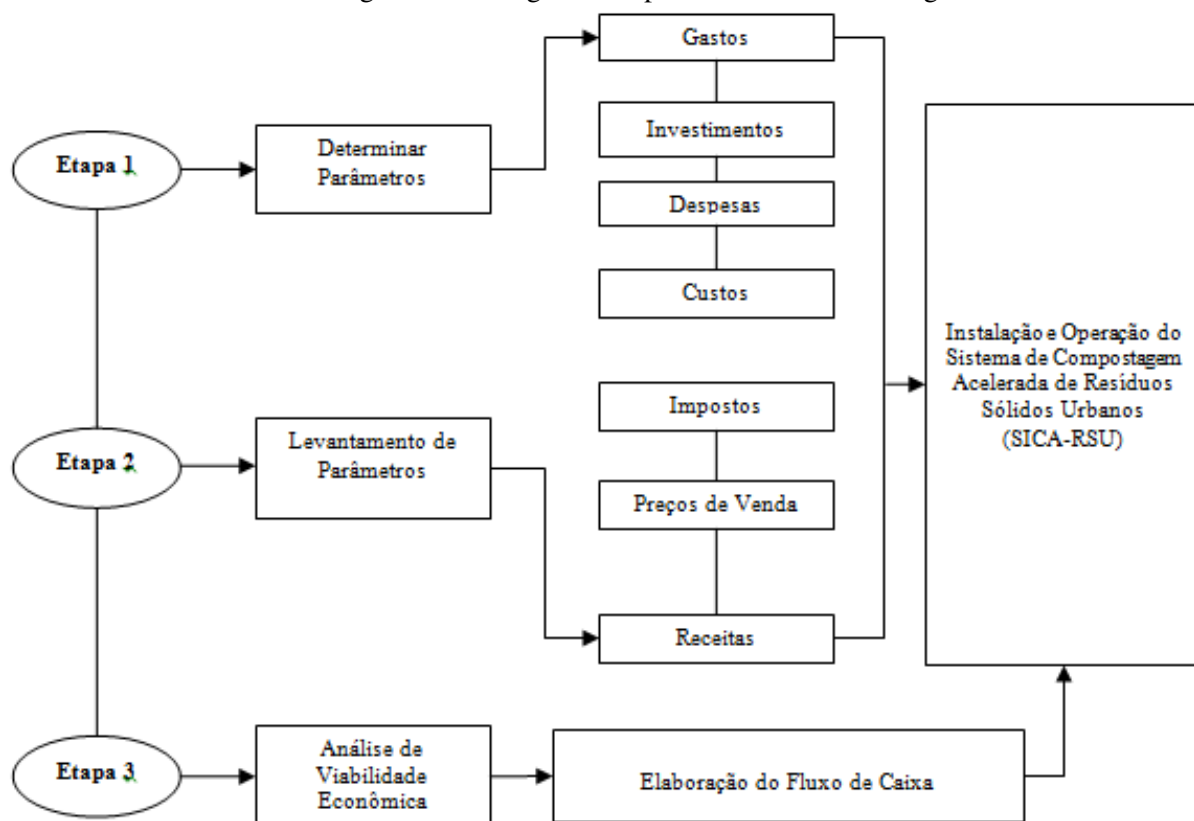 Gastos
Investimentos
Etapa 1
Determinar
Parâmetros
Despesas
Custos
Instalação e Operação do
Sistema de Compostagem
Acelerada de Resíduos
Sólidos Urbanos
(SICA-RSU)
Impostos
Etapa 2
Levantamento de
Parâmetros
Preços de Venda
Receitas
Etapa 3
Análise de
Viabilidade
Econômica
Elaboração do Fluxo de Caixa